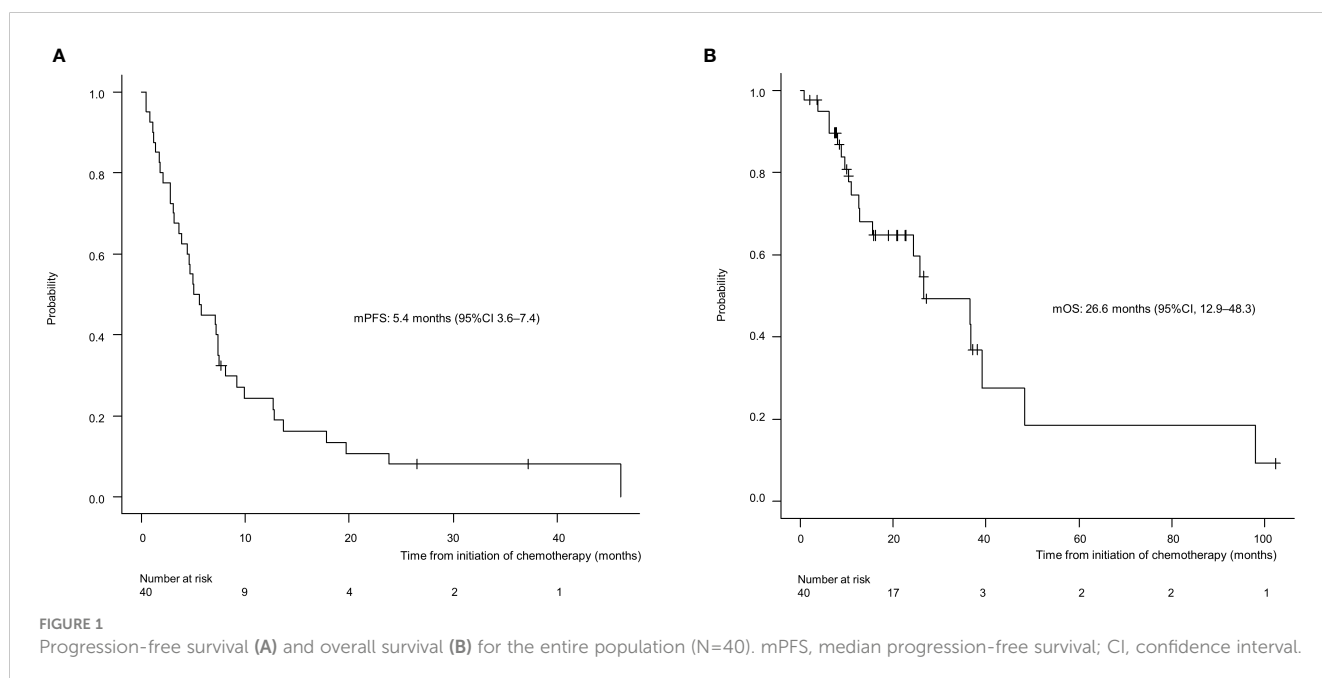 A
1.0
0.8
0.6
0.4
0.2
0.0
Probability
mPFS: 5.4 months (95%CI 3.6–7.4)
0 10 20 30 40
Time from initiation of chemotherapy (months)
Number at risk
40 9 4 2 1
B
1.0
0.8
0.6
0.4
0.2
0.0
Probability
mOS: 26.6 months (95%CI, 12.9–48.3)
0 20 40 60 80 100
Time from initiation of chemotherapy (months)
Number at risk
40 17 3 2 2 1
FIGURE 1
Progression-free survival (A) and overall survival (B) for the entire population (N=40). mPFS, median progression-free survival; CI, confidence interval.